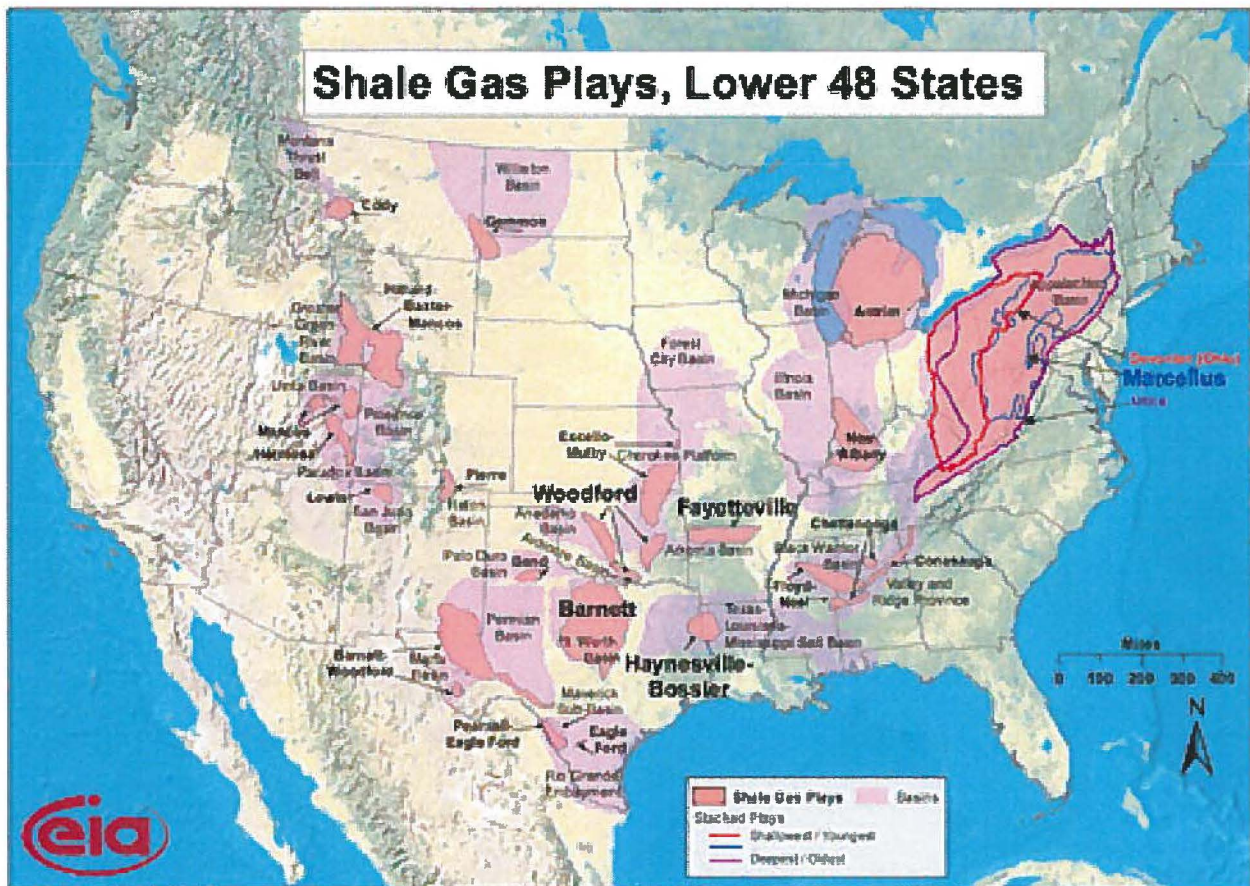 Shale Gas Plays, Lower 48 States
Montana
Thrust
Belt
Cody
Williston
Basin
Gammon
Hilliard-
Baxter-
Mancos
Greater
Green
River
Basin
Uinta Basin
Piceance
Basin
Mancos
Hermosa
Paradox Basin
Lewis
San Juan
Basin
Pierre
Raton
Basin
Forest
City Basin
Excello-
Mulky
Cherokee Platform
Woodford
Anadarko
Basin
Ardmore Basin
Palo Duro
Basin
Bend
Fayetteville
Arkoma Basin
Michigan
Basin
Antrim
Illinois
Basin
New
Albany
Appalachian
Basin
Devonian (Ohio)
Marcellus
Utica
Chattanooga
Black Warrior
Basin
Conasauga
Floyd-
Neal
Valley and
Ridge Province
Barnett
Ft. Worth
Basin
Permian
Basin
Barnett-
Woodford
Marfa
Basin
Texas-
Louisiana-
Mississippi Salt Basin
Haynesville-
Bossier
Maverick
Sub-Basin
Pearsall-
Eagle Ford
Eagle
Ford
Rio Grande
Embayment
Miles
0 100 200 300 400
N
Shale Gas Plays
Basins
Stacked Plays
Shallowest / Youngest
Deepest / Oldest
eia